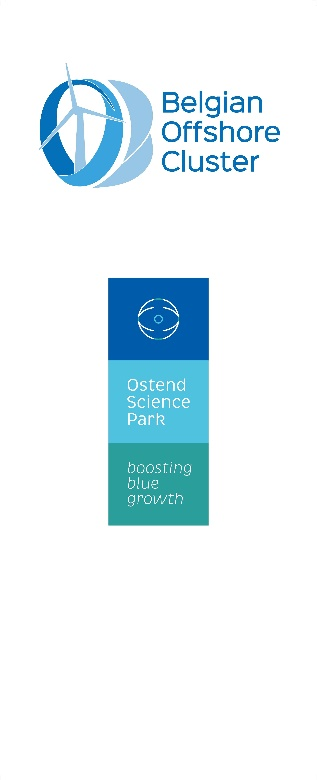 Belgian
Offshore
Cluster
Ostend
Science
Park
boosting
blue
growth